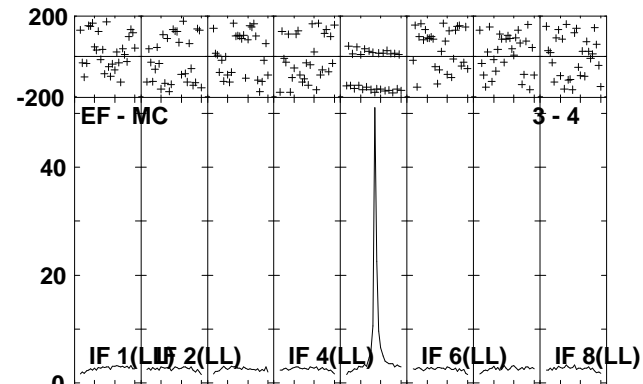 200
-200
EF - MC 3 - 4
40
20
IF 1(LL) IF 2(LL) IF 4(LL) IF 6(LL) IF 8(LL)
0